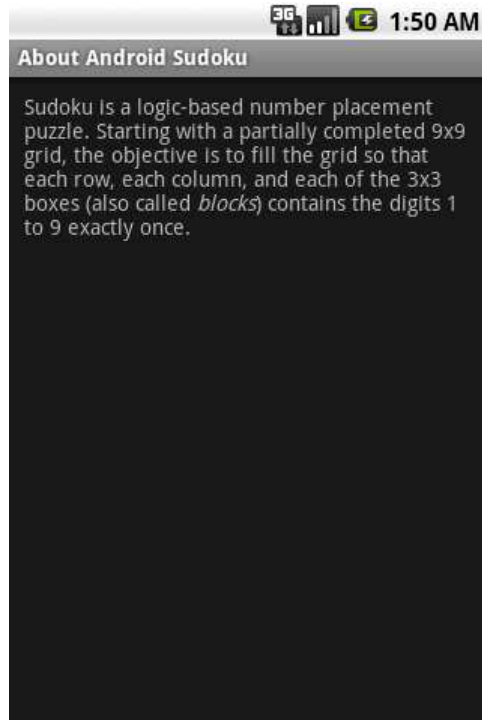 3G 1:50 AM
About Android Sudoku
Sudoku is a logic-based number placement
puzzle. Starting with a partially completed 9x9
grid, the objective is to fill the grid so that
each row, each column, and each of the 3x3
boxes (also called blocks) contains the digits 1
to 9 exactly once.